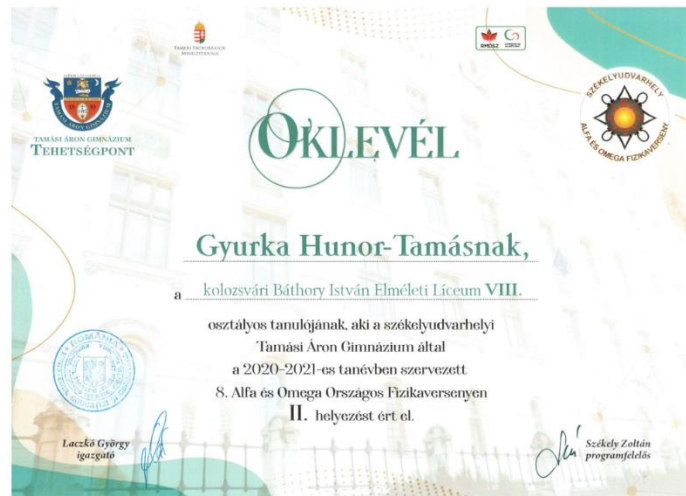 RMDSZ
TAMÁSI ÁRON GIMNÁZIUM
TEHETSÉGPONT
OKLEVÉL
SZÉKELYUDVARHELY
ALFA ÉS OMEGA FIZIKAVERSENY
Gyurka Hunor-Tamásnak,
a kolozsvári Báthory István Elméleti Líceum VIII.
osztályos tanulójának, aki a székelyudvarhelyi
Tamási Áron Gimnázium által
a 2020-2021-es tanévben szervezett
8. Alfa és Omega Országos Fizikaversenyen
II. helyezést ért el.
Laczkó György
igazgató
Székely Zoltán
programfelelős